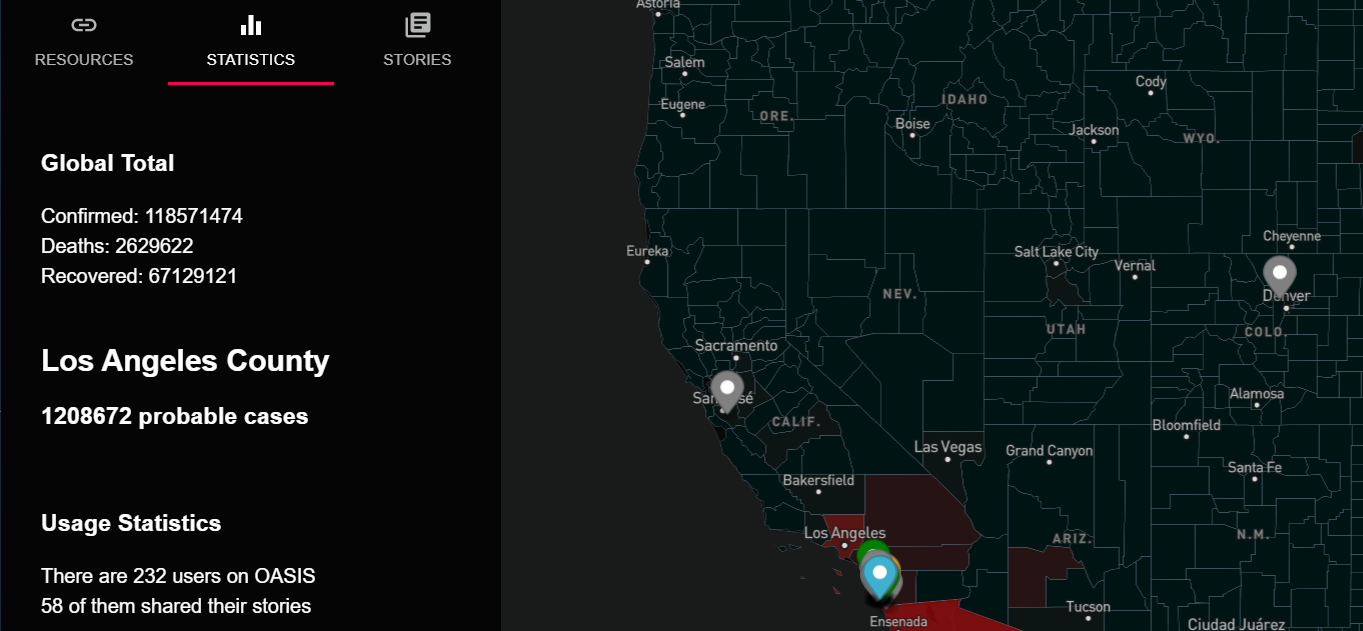 RESOURCES
STATISTICS
STORIES
Global Total
Confirmed: 118571474
Deaths: 2629622
Recovered: 67129121
Los Angeles County
1208672 probable cases
Usage Statistics
There are 232 users on OASIS
58 of them shared their stories
Astoria
Salem
Eugene
ORE.
IDAHO
Boise
Cody
Jackson
WYO.
Eureka
Cheyenne
Salt Lake City
Vernal
NEV.
Denver
UTAH
COLO.
Sacramento
San José
CALIF.
Alamosa
Bloomfield
Las Vegas
Grand Canyon
Santa Fe
Bakersfield
Los Angeles
ARIZ.
N.M.
Tucson
Ensenada
Ciudad Juárez